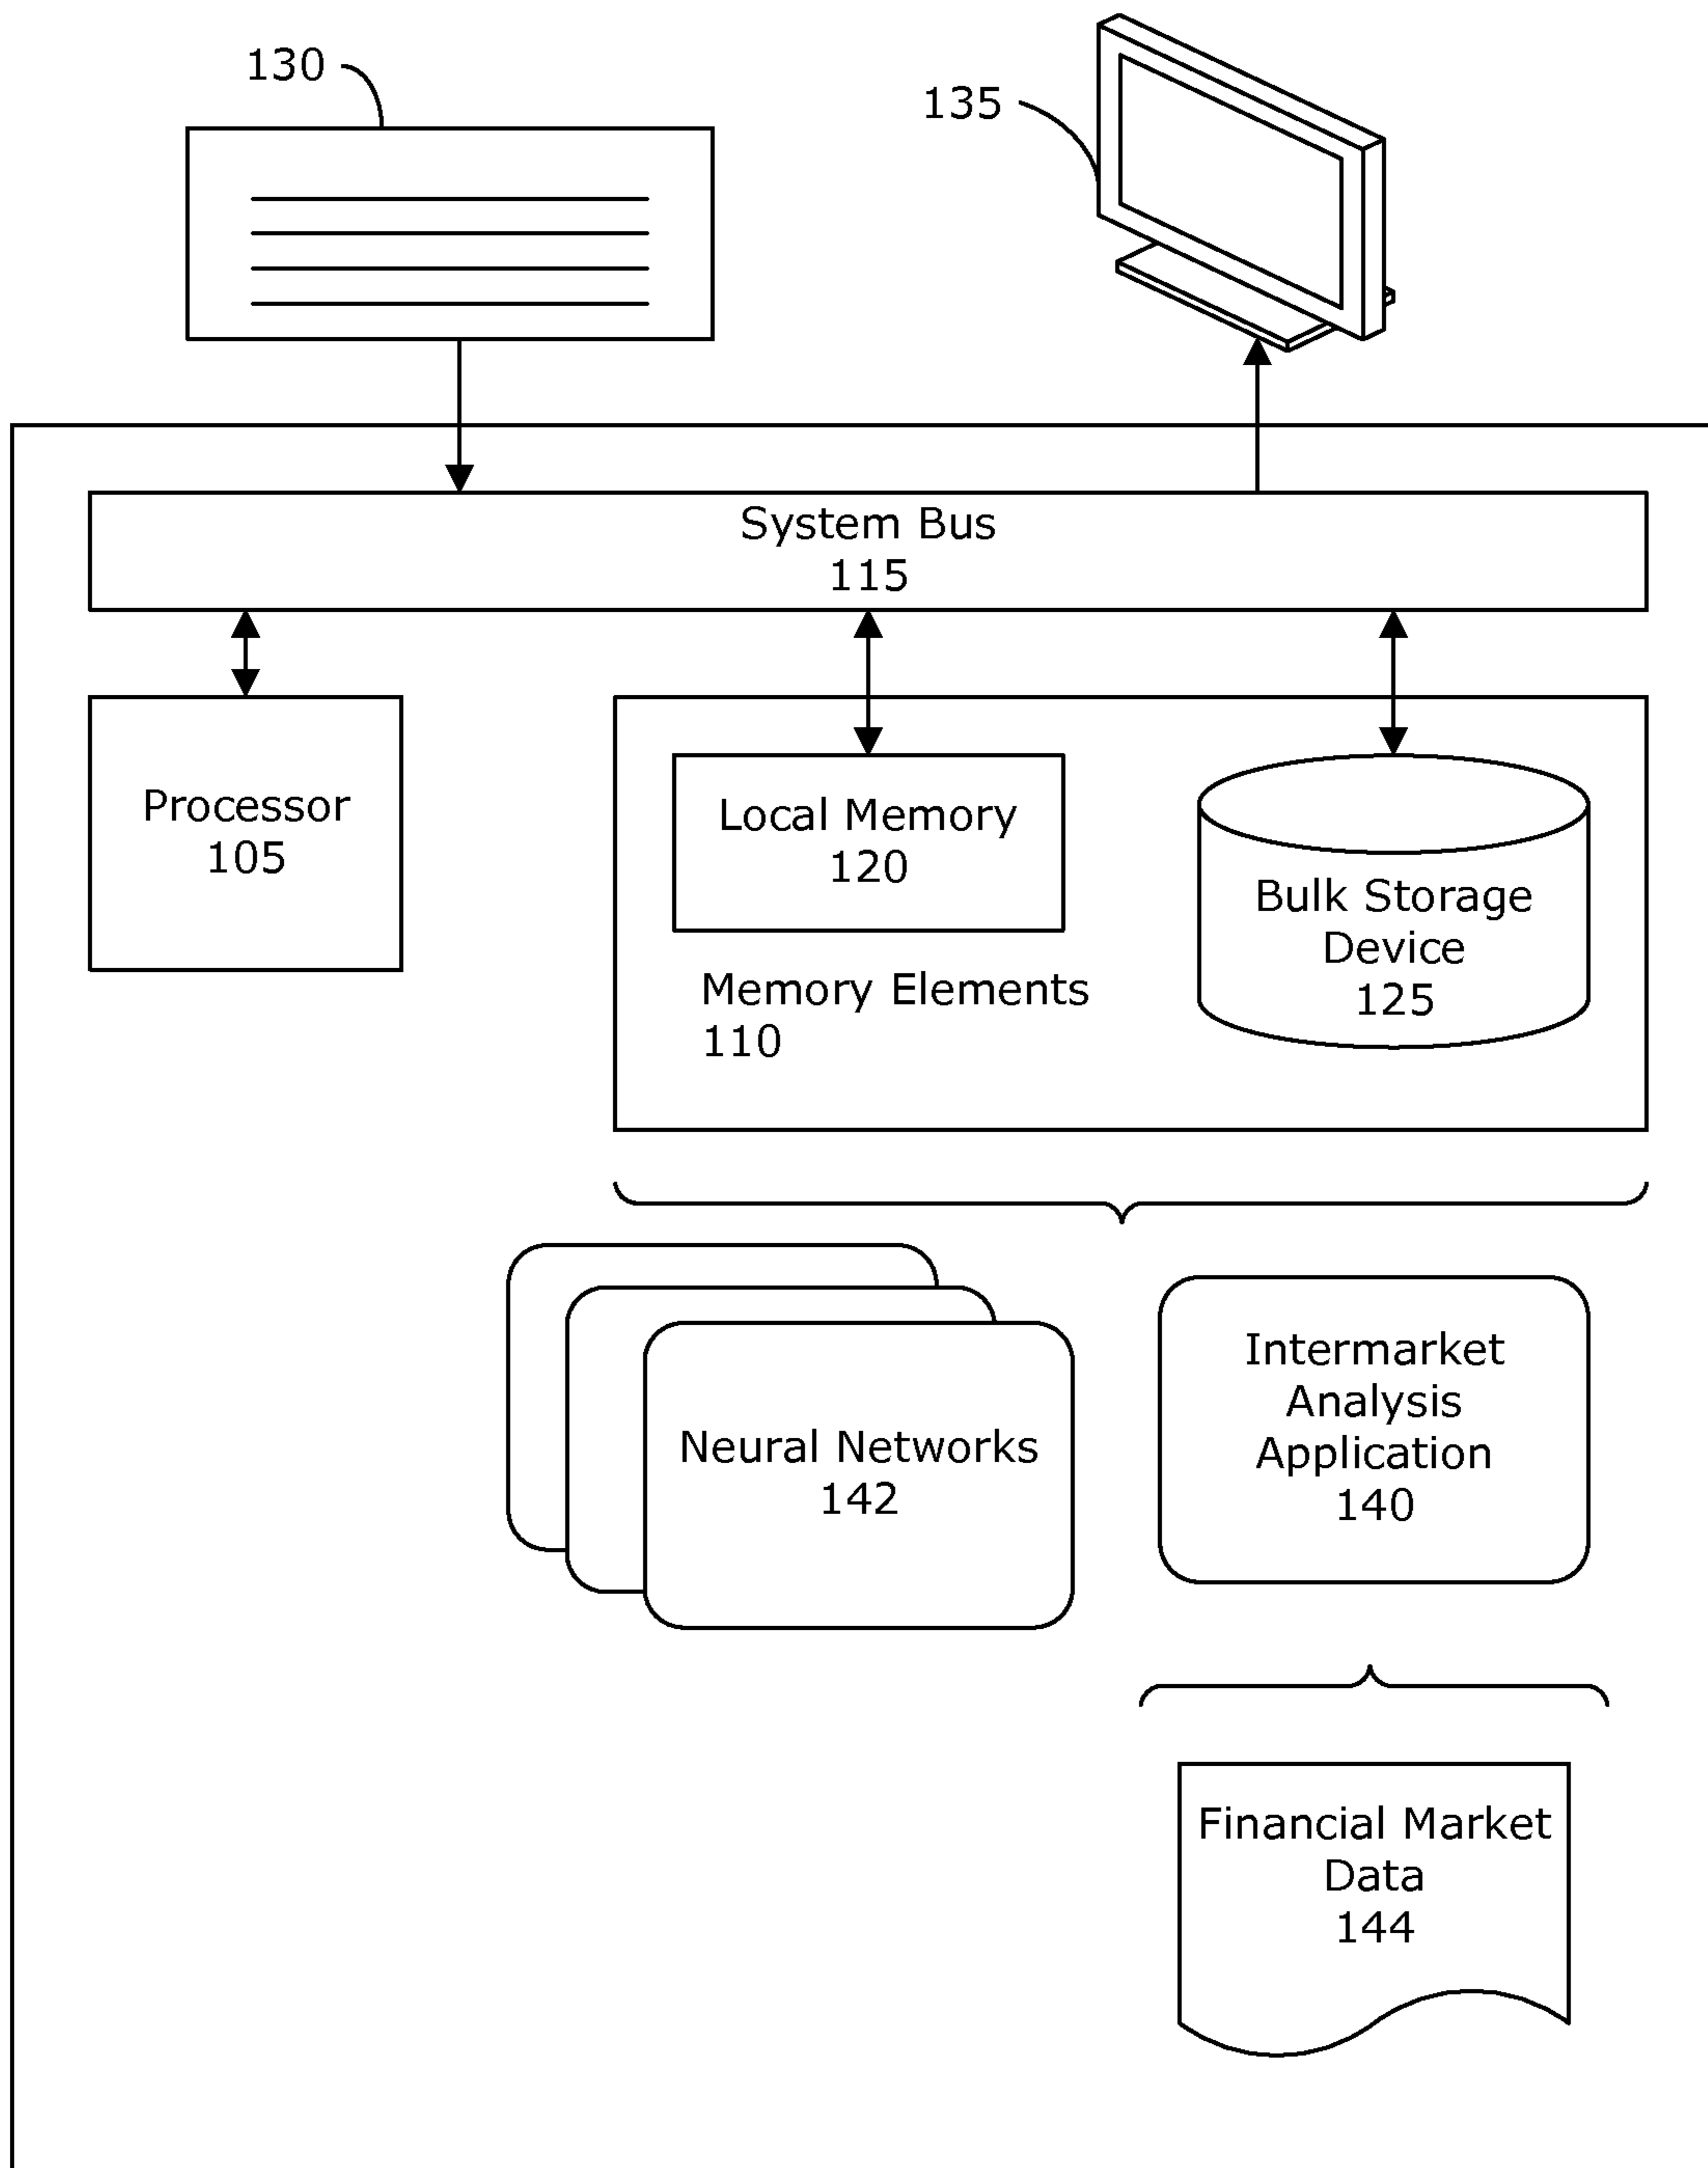 130
135
System Bus
115
Processor
105
Local Memory
120
Bulk Storage
Device
125
Memory Elements
110
Neural Networks
142
Intermarket
Analysis
Application
140
Financial Market
Data
144